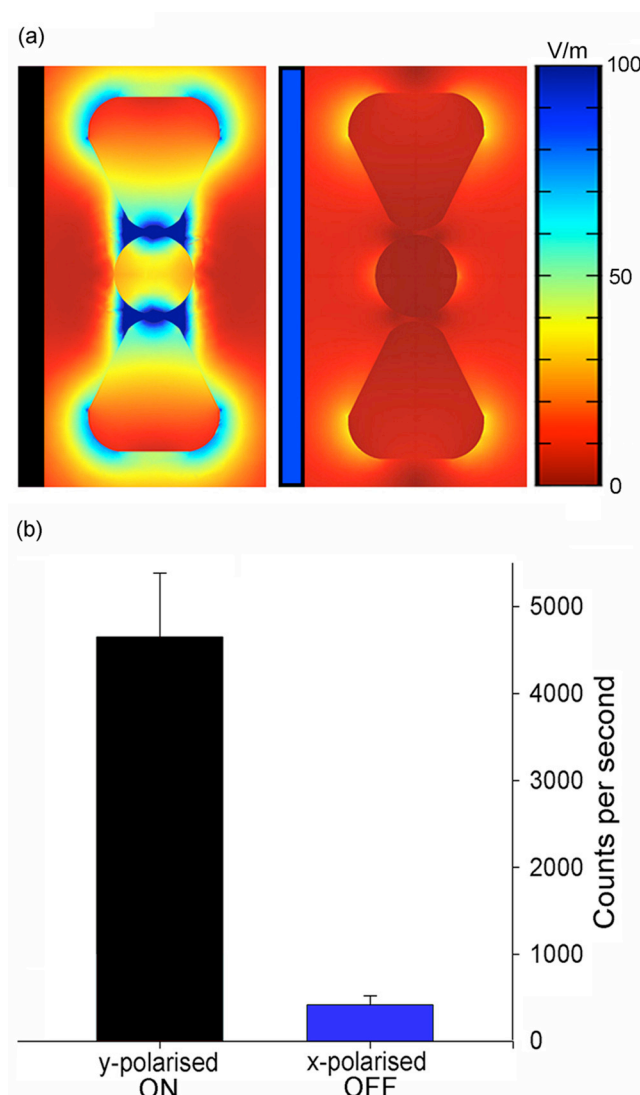 (a)
V/m
100
50
0
(b)
5000
4000
3000
2000
1000
0
Counts per second
y-polarised
ON
x-polarised
OFF